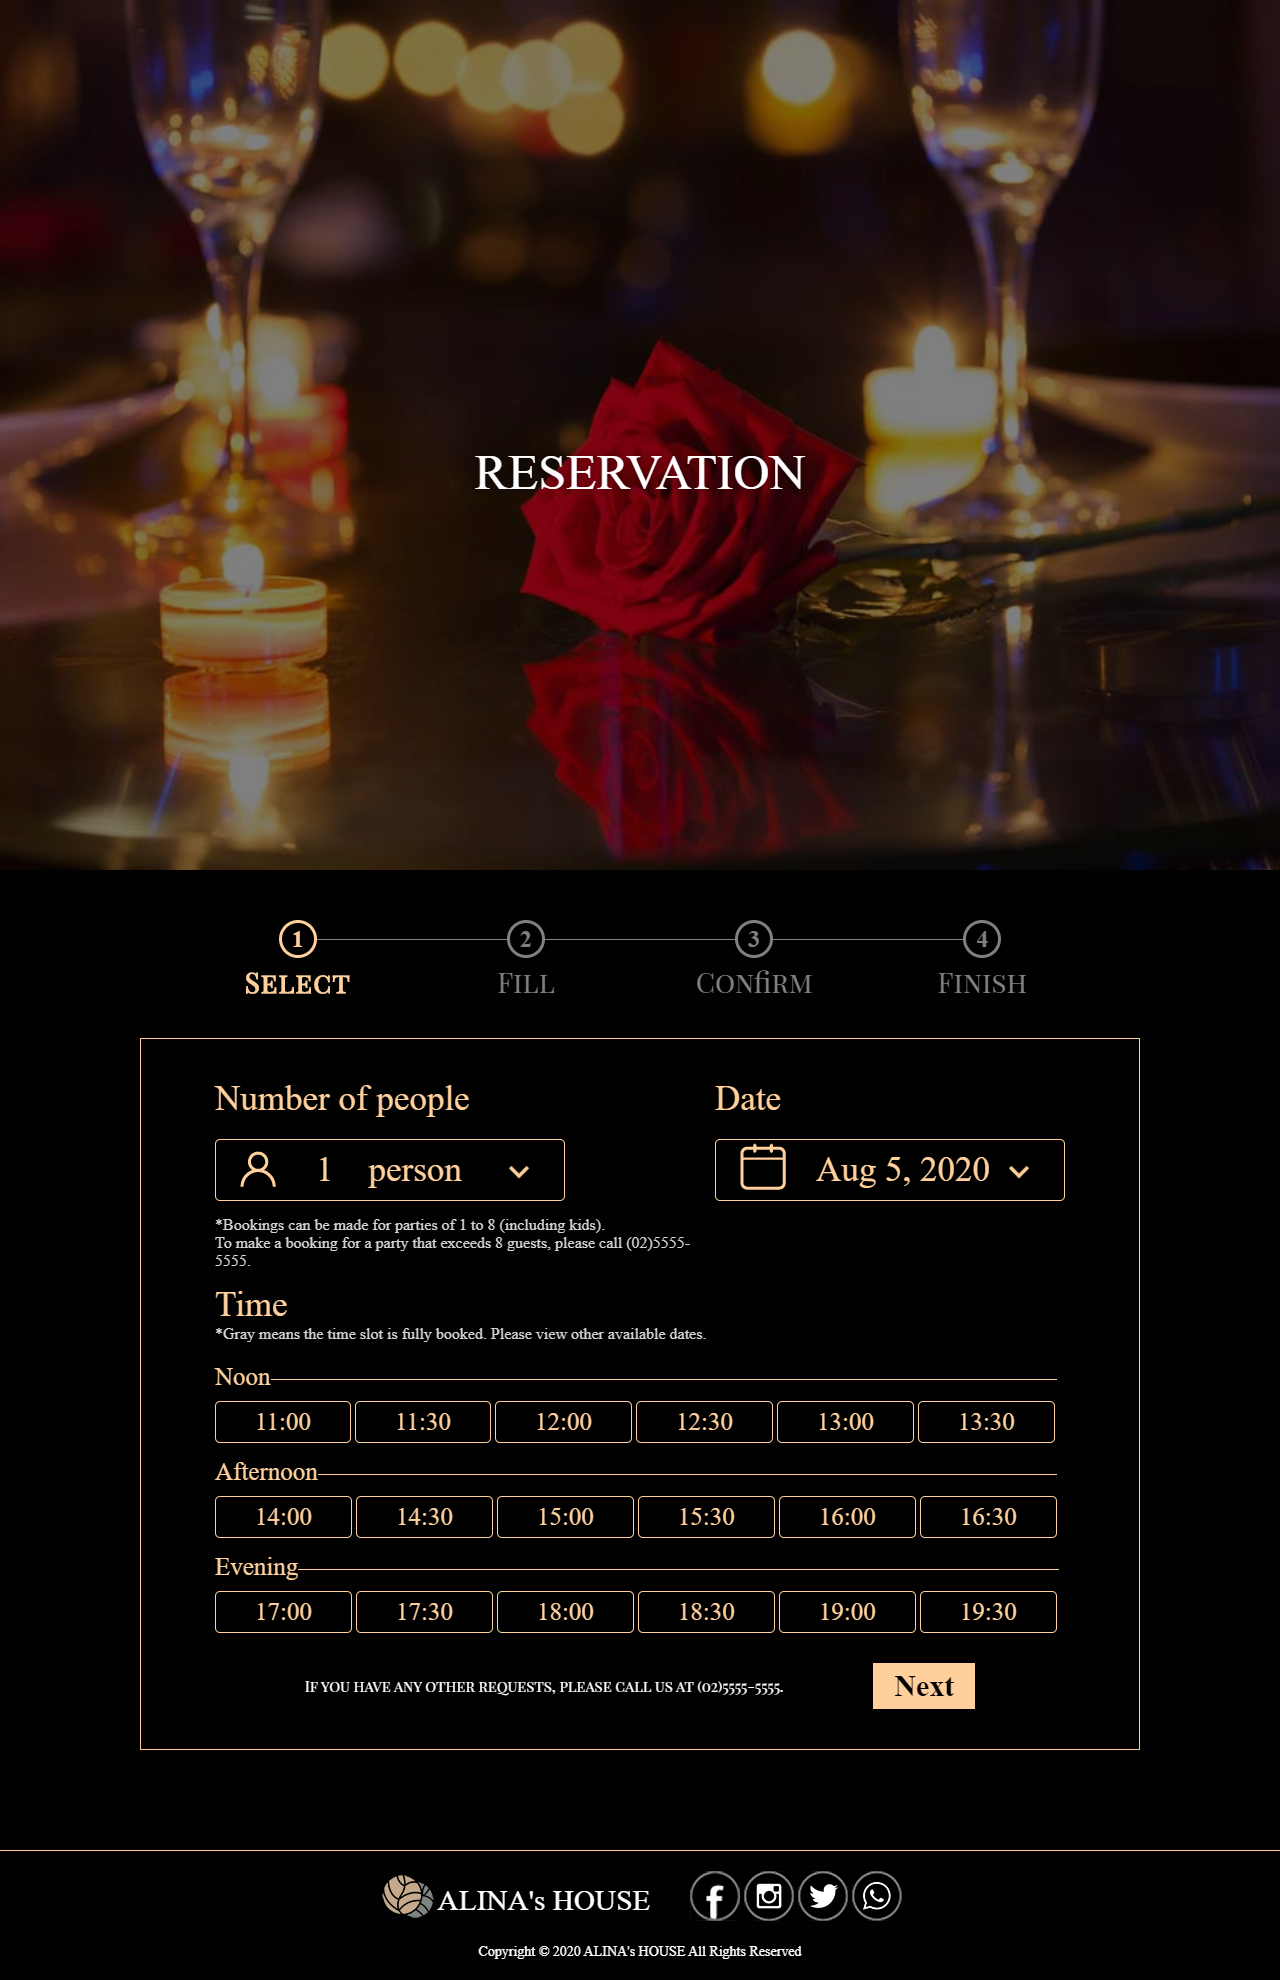 RESERVATION
1 2 3 4
Select Fill Confirm Finish
Number of people Date
1 person Aug 5, 2020
*Bookings can be made for parties of 1 to 8 (including kids).
To make a booking for a party that exceeds 8 guests, please call (02)5555-
5555.
Time
*Gray means the time slot is fully booked. Please view other available dates.
Noon
11:00 11:30 12:00 12:30 13:00 13:30
Afternoon
14:00 14:30 15:00 15:30 16:00 16:30
Evening
17:00 17:30 18:00 18:30 19:00 19:30
If you have any other requests, please call us at (02)5555-5555. Next
ALINA's HOUSE
Copyright © 2020 ALINA's HOUSE All Rights Reserved